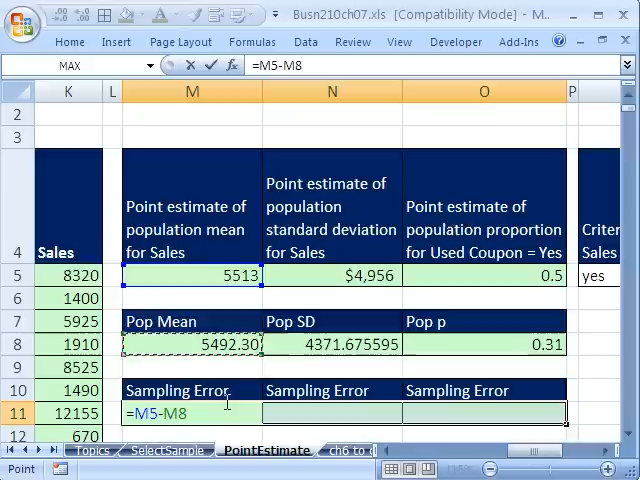 Busn210ch07.xls [Compatibility Mode] - M...
Home Insert Page Layout Formulas Data Review View Developer Add-Ins
MAX =M5-M8
K L M N O P
2
3
4 Sales Point estimate of population mean for Sales Point estimate of population standard deviation for Sales Point estimate of population proportion for Used Coupon = Yes Criter Sales
5 8320 5513 $4,956 0.5 yes
6 1400
7 5925 Pop Mean Pop SD Pop p
8 1910 5492.30 4371.675595 0.31
9 8525
10 1490 Sampling Error Sampling Error Sampling Error
11 12155 =M5-M8
12 670
Topics SelectSample PointEstimate ch6 to c
Point 115%